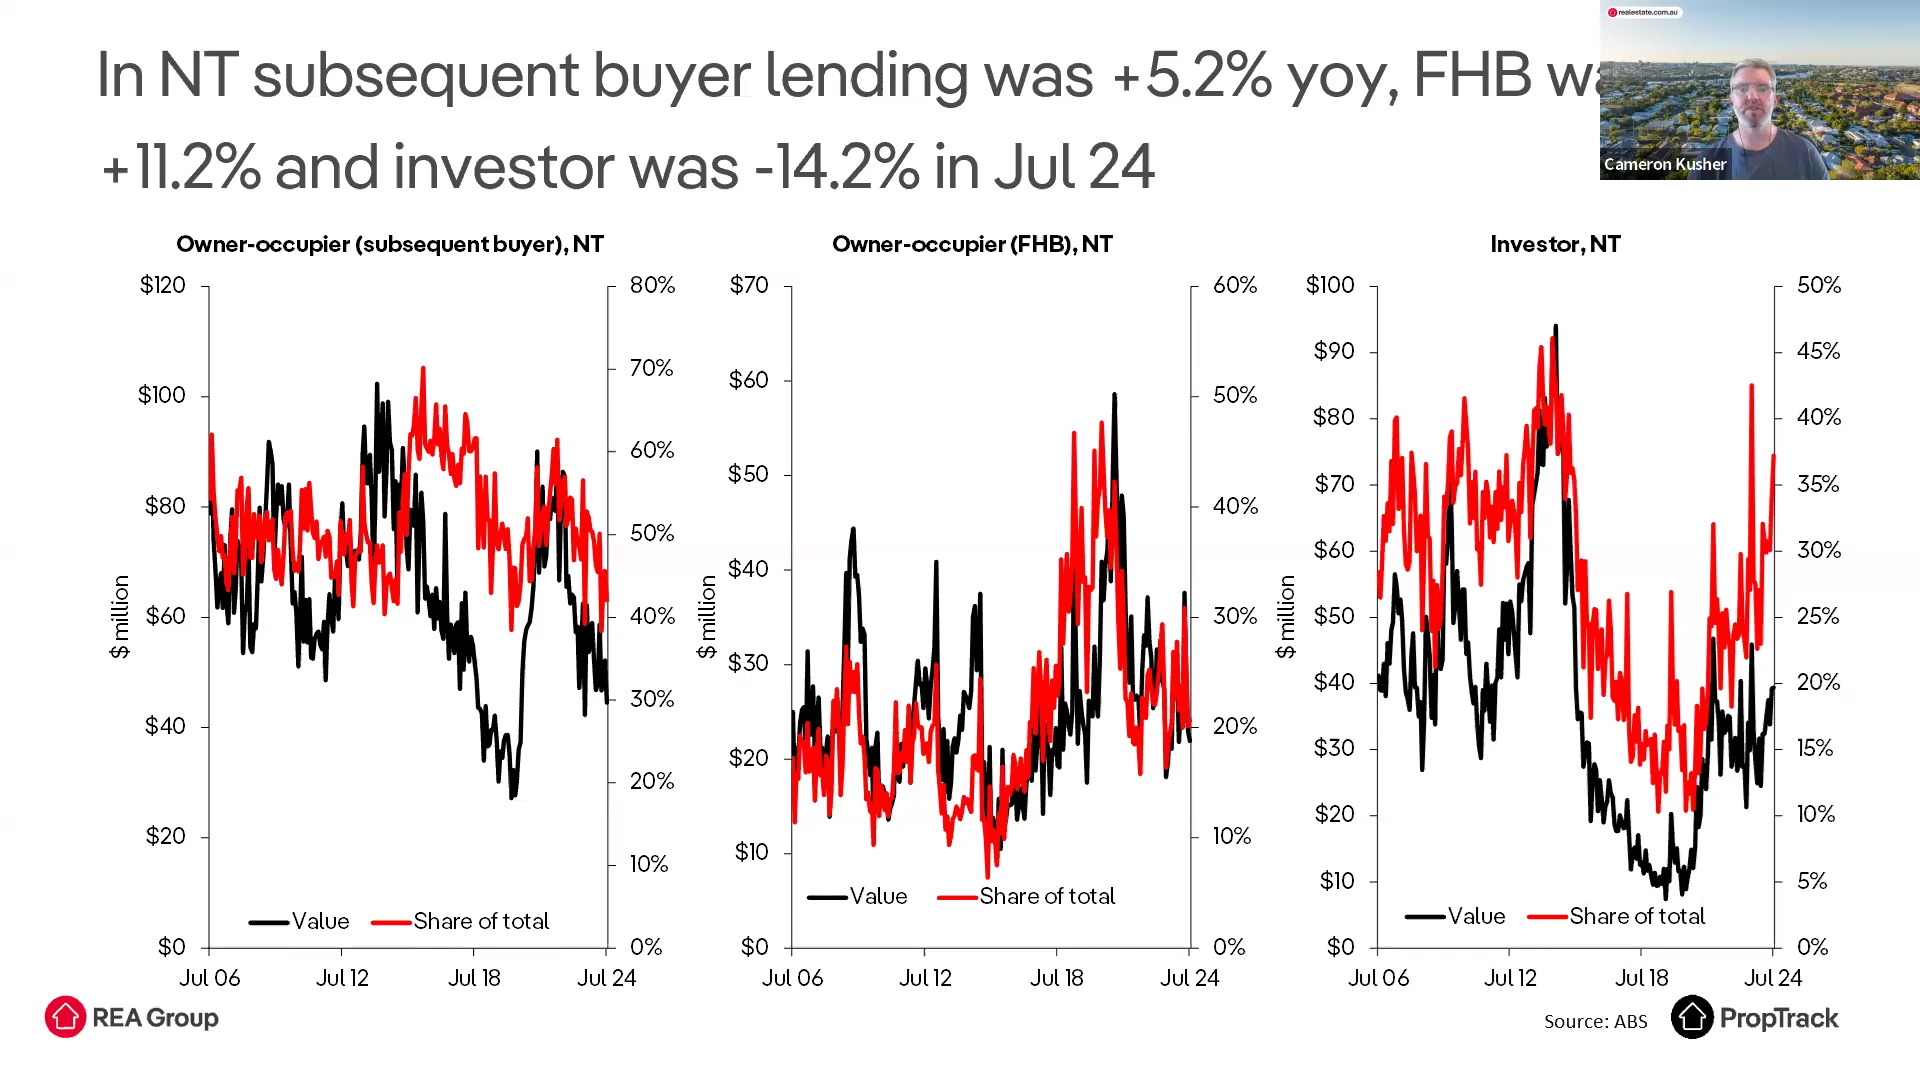 In NT subsequent buyer lending was +5.2% yoy, FHB
+11.2% and investor was -14.2% in Jul 24
realestate.com.au
Cameron Kusher
Owner-occupier (subsequent buyer), NT
$120
$100
$80
$60
$40
$20
$0
$ million
80%
70%
60%
50%
40%
30%
20%
10%
0%
Value
Share of total
Jul 06
Jul 12
Jul 18
Jul 24
Owner-occupier (FHB), NT
$70
$60
$50
$40
$30
$20
$10
$0
$ million
60%
50%
40%
30%
20%
10%
0%
Value
Share of total
Jul 06
Jul 12
Jul 18
Jul 24
Investor, NT
$100
$90
$80
$70
$60
$50
$40
$30
$20
$10
$0
$ million
50%
45%
40%
35%
30%
25%
20%
15%
10%
5%
0%
Value
Share of total
Jul 06
Jul 12
Jul 18
Jul 24
REA Group
Source: ABS
PropTrack